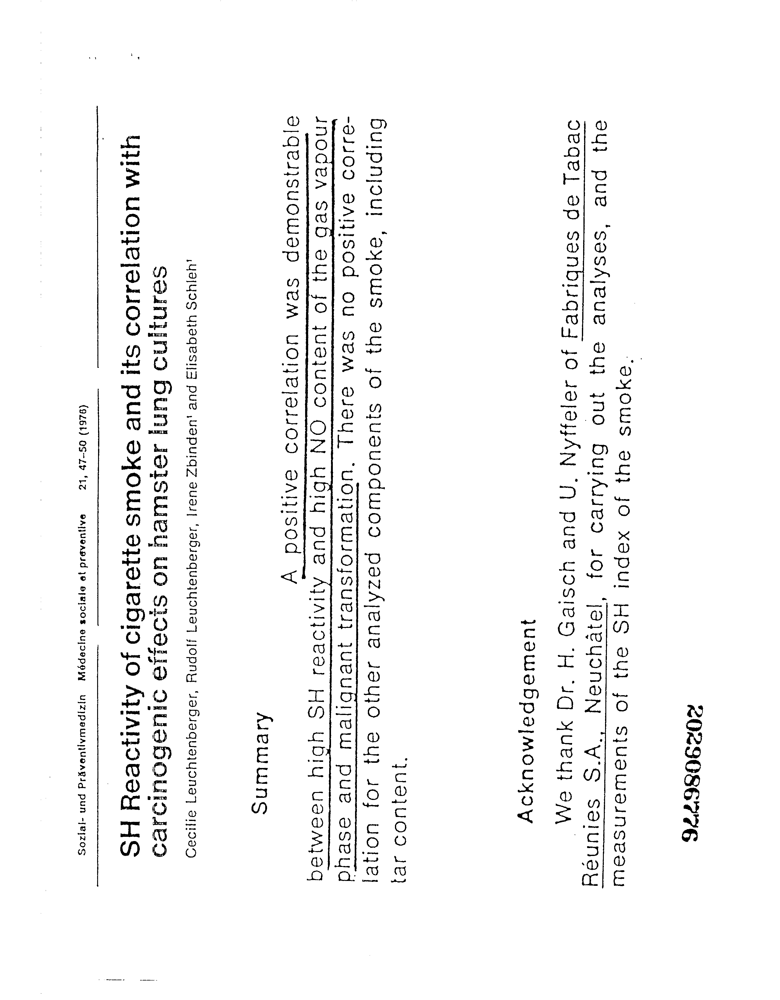 Sozial- und Präventivmedizin Médecine sociale et préventive 21, 47–50 (1976)
SH Reactivity of cigarette smoke and its correlation with
carcinogenic effects on hamster lung cultures
Cecilie Leuchtenberger, Rudolf Leuchtenberger, Irene Zbinden¹ and Elisabeth Schleh¹
Summary
A positive correlation was demonstrable
between high SH reactivity and high NO content of the gas vapour
phase and malignant transformation. There was no positive corre-
lation for the other analyzed components of the smoke, including
tar content.
Acknowledgement
We thank Dr. H. Gaisch and U. Nyffeler of Fabriques de Tabac
Réunies S.A., Neuchâtel, for carrying out the analyses, and the
measurements of the SH index of the smoke.
2029086776